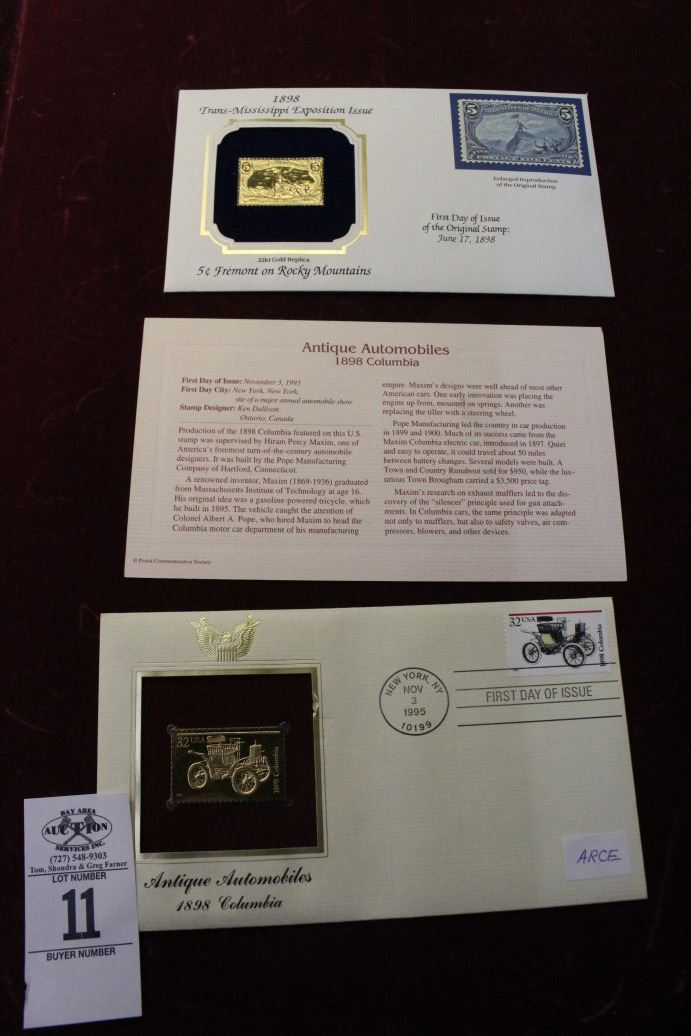 1898
Trans-Mississippi Exposition Issue
5 5
22kt Gold Replica
5¢ Frémont on Rocky Mountains
5 UNITED STATES OF AMERICA 5
POSTAGE FIVE CENTS
Enlarged Reproduction
of the Original Stamp
First Day of Issue
of the Original Stamp:
June 17, 1898
Antique Automobiles
1898 Columbia
First Day of Issue: November 3, 1995
First Day City: New York, New York,
site of a major annual automobile show
Stamp Designer: Ken Dallison
Ontario, Canada
Production of the 1898 Columbia featured on this U.S.
stamp was supervised by Hiram Percy Maxim, one of
America's foremost turn-of-the-century automobile
designers. It was built by the Pope Manufacturing
Company of Hartford, Connecticut.
A renowned inventor, Maxim (1869-1936) graduated
from Massachusetts Institute of Technology at age 16.
His original idea was a gasoline-powered tricycle, which
he built in 1895. The vehicle caught the attention of
Colonel Albert A. Pope, who hired Maxim to head the
Columbia motor car department of his manufacturing
empire. Maxim's designs were well ahead of most other
American cars. One early innovation was placing the
engine up front, mounted on springs. Another was
replacing the tiller with a steering wheel.
Pope Manufacturing led the country in car production
in 1899 and 1900. Much of its success came from the
Maxim Columbia electric car, introduced in 1897. Quiet
and easy to operate, it could travel about 50 miles
between battery changes. Several models were built. A
Town and Country Runabout sold for $950, while the lux-
urious Town Brougham carried a $3,500 price tag.
Maxim's research on exhaust mufflers led to the dis-
covery of the "silencer" principle used for gun attach-
ments. In Columbia cars, the same principle was adapted
not only to mufflers, but also to safety valves, air com-
pressors, blowers, and other devices.
© Postal Commemorative Society
32 USA
1898 Columbia
NEW YORK, NY
NOV
3
1995
10199
FIRST DAY OF ISSUE
32 USA
1898 Columbia
Antique Automobiles
1898 Columbia
ARCE
BAY AREA
AUCTION
SERVICES INC.
(727) 548-9303
Tom, Shondra & Greg Farner
LOT NUMBER
11
BUYER NUMBER